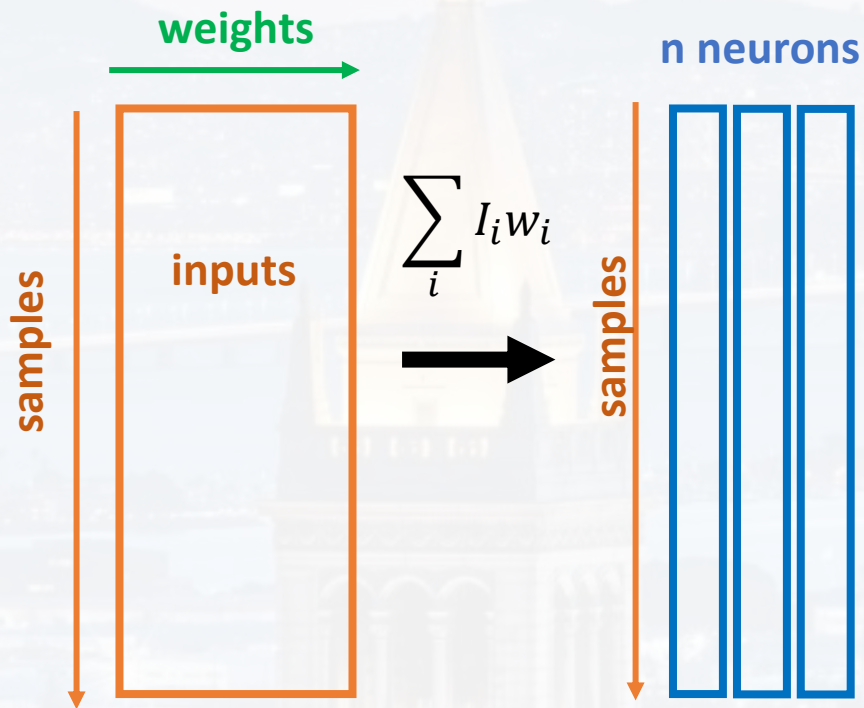 weights
n neurons
samples
inputs
∑ᵢ Iᵢwᵢ
samples